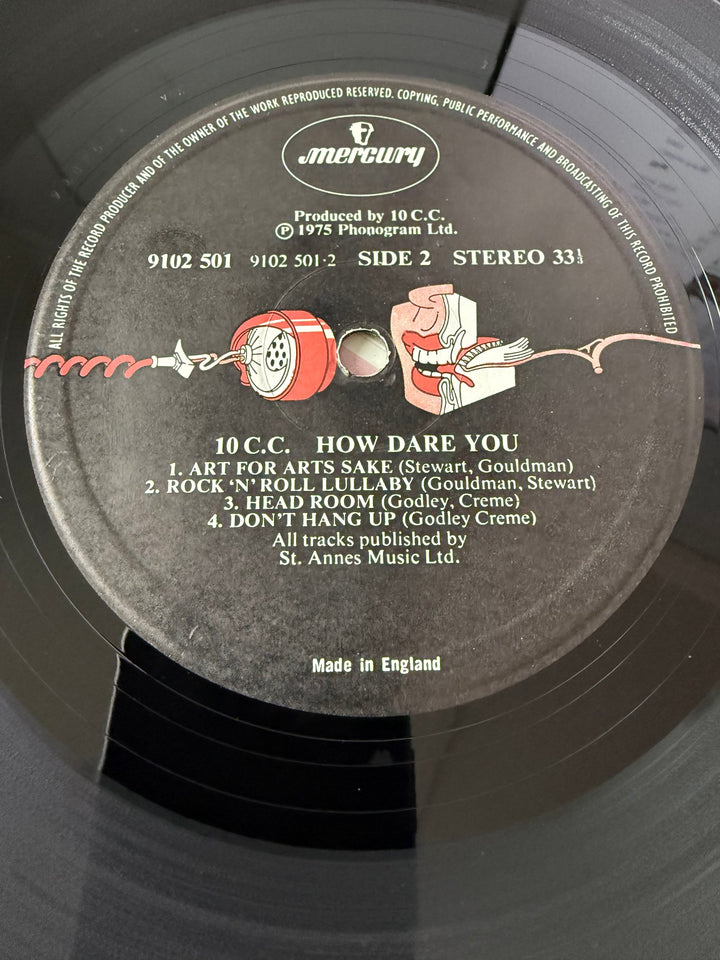 ALL RIGHTS OF THE RECORD PRODUCER AND OF THE OWNER OF THE WORK REPRODUCED RESERVED. COPYING, PUBLIC PERFORMANCE AND BROADCASTING OF THIS RECORD PROHIBITED
mercury
Produced by 10 C.C.
Ⓟ 1975 Phonogram Ltd.
9102 501 9102 501·2 SIDE 2 STEREO 33⅓
10 C.C. HOW DARE YOU
1. ART FOR ARTS SAKE (Stewart, Gouldman)
2. ROCK ‘N’ ROLL LULLABY (Gouldman, Stewart)
3. HEAD ROOM (Godley, Creme)
4. DON’T HANG UP (Godley Creme)
All tracks published by
St. Annes Music Ltd.
Made in England